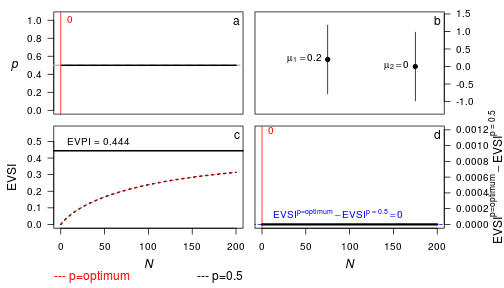 1.0
0.8
0.6
0.4
0.2
0.0
p
0
a
b
μ₁ = 0.2
μ₂ = 0
1.5
1.0
0.5
0.0
-0.5
-1.0
0.5
0.4
0.3
0.2
0.1
0.0
EVSI
c
EVPI = 0.444
0 50 100 150 200
N
0
d
EVSIᵖ⁼ᵒᵖᵗⁱᵐᵘᵐ − EVSIᵖ ⁼ ⁰·⁵ = 0
0.0012
0.0010
0.0008
0.0006
0.0004
0.0002
0.0000
EVSIᵖ⁼ᵒᵖᵗⁱᵐᵘᵐ − EVSIᵖ ⁼ ⁰·⁵
0 50 100 150 200
N
--- p=optimum --- p=0.5